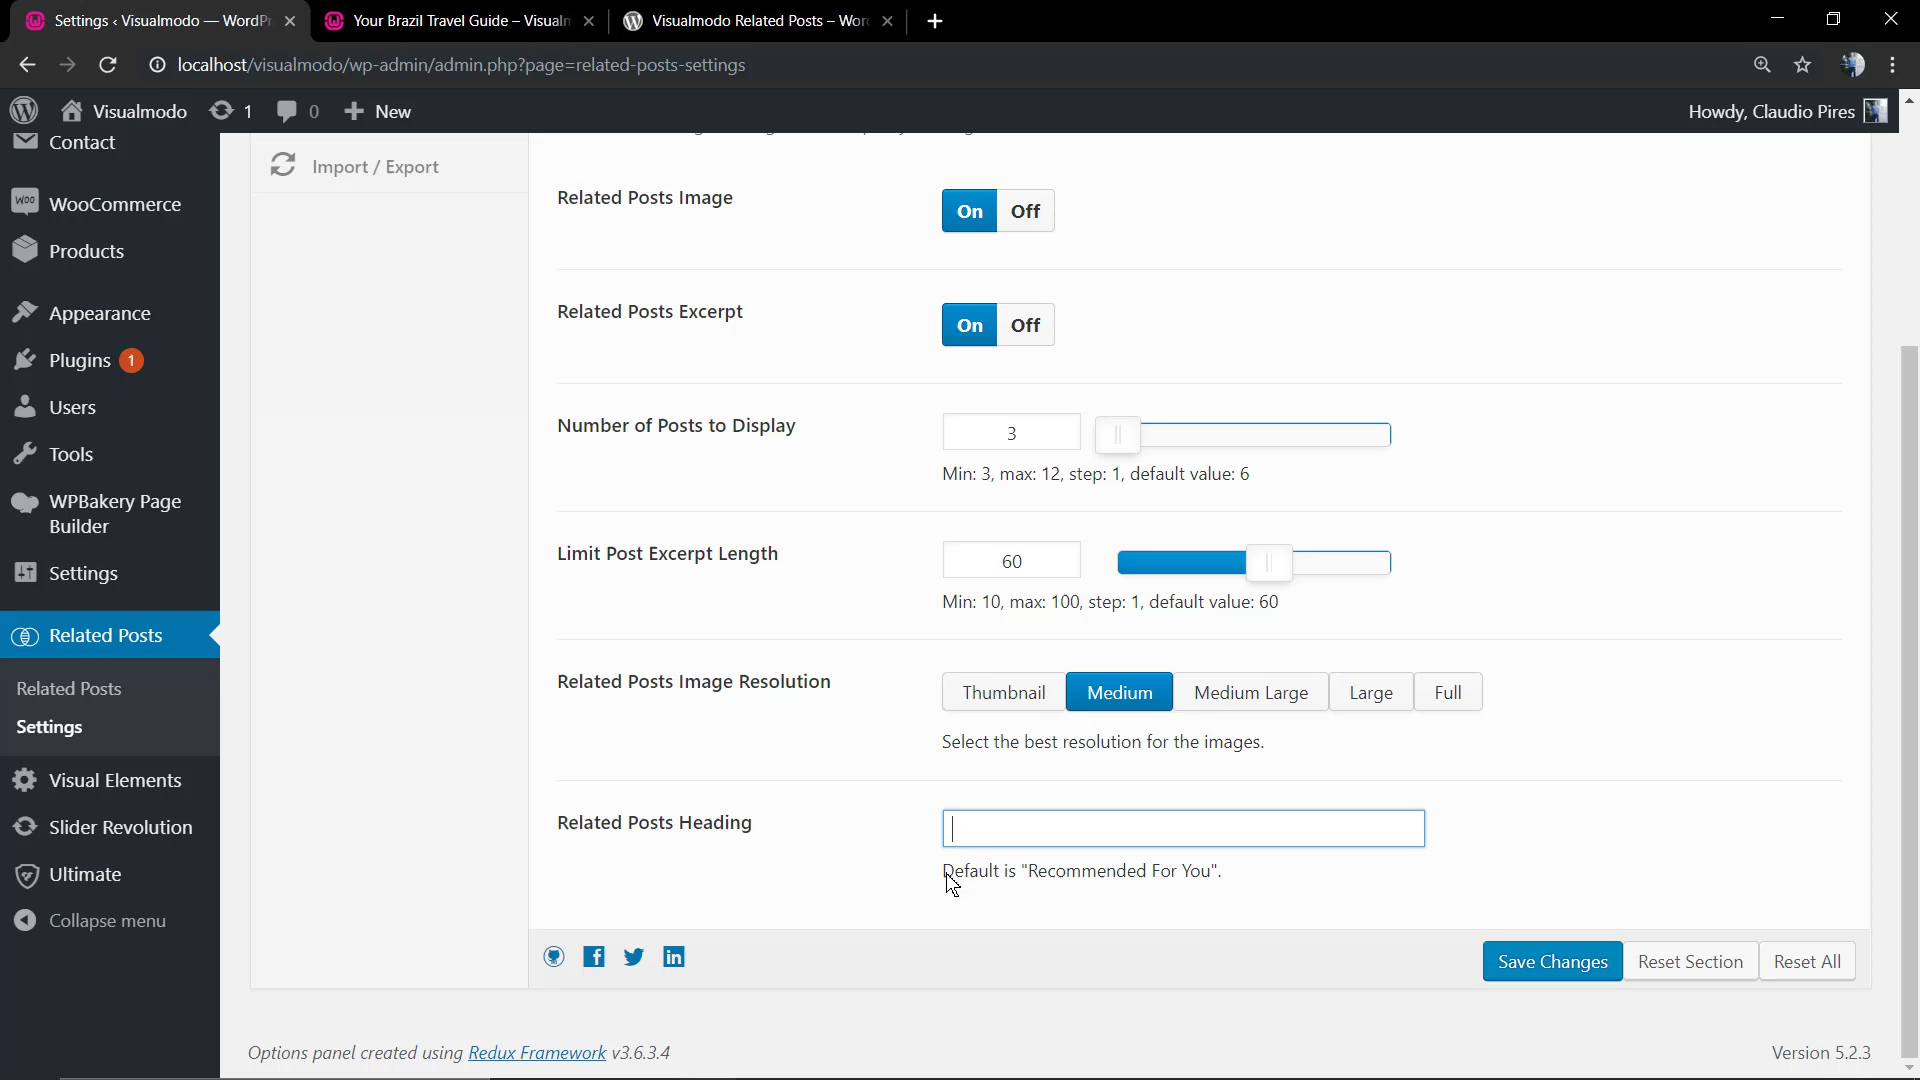 Settings ‹ Visualmodo — WordPr
Your Brazil Travel Guide – Visualm
Visualmodo Related Posts – Wor
localhost/visualmodo/wp-admin/admin.php?page=related-posts-settings
Visualmodo
1
0
New
Howdy, Claudio Pires
Contact
WOO
WooCommerce
Products
Appearance
Plugins
1
Users
Tools
WPBakery Page
Builder
Settings
Related Posts
Related Posts
Settings
Visual Elements
Slider Revolution
Ultimate
Collapse menu
Import / Export
Related Posts Image
On
Off
Related Posts Excerpt
On
Off
Number of Posts to Display
3
Min: 3, max: 12, step: 1, default value: 6
Limit Post Excerpt Length
60
Min: 10, max: 100, step: 1, default value: 60
Related Posts Image Resolution
Thumbnail
Medium
Medium Large
Large
Full
Select the best resolution for the images.
Related Posts Heading
Default is "Recommended For You".
Save Changes
Reset Section
Reset All
Options panel created using Redux Framework v3.6.3.4
Version 5.2.3